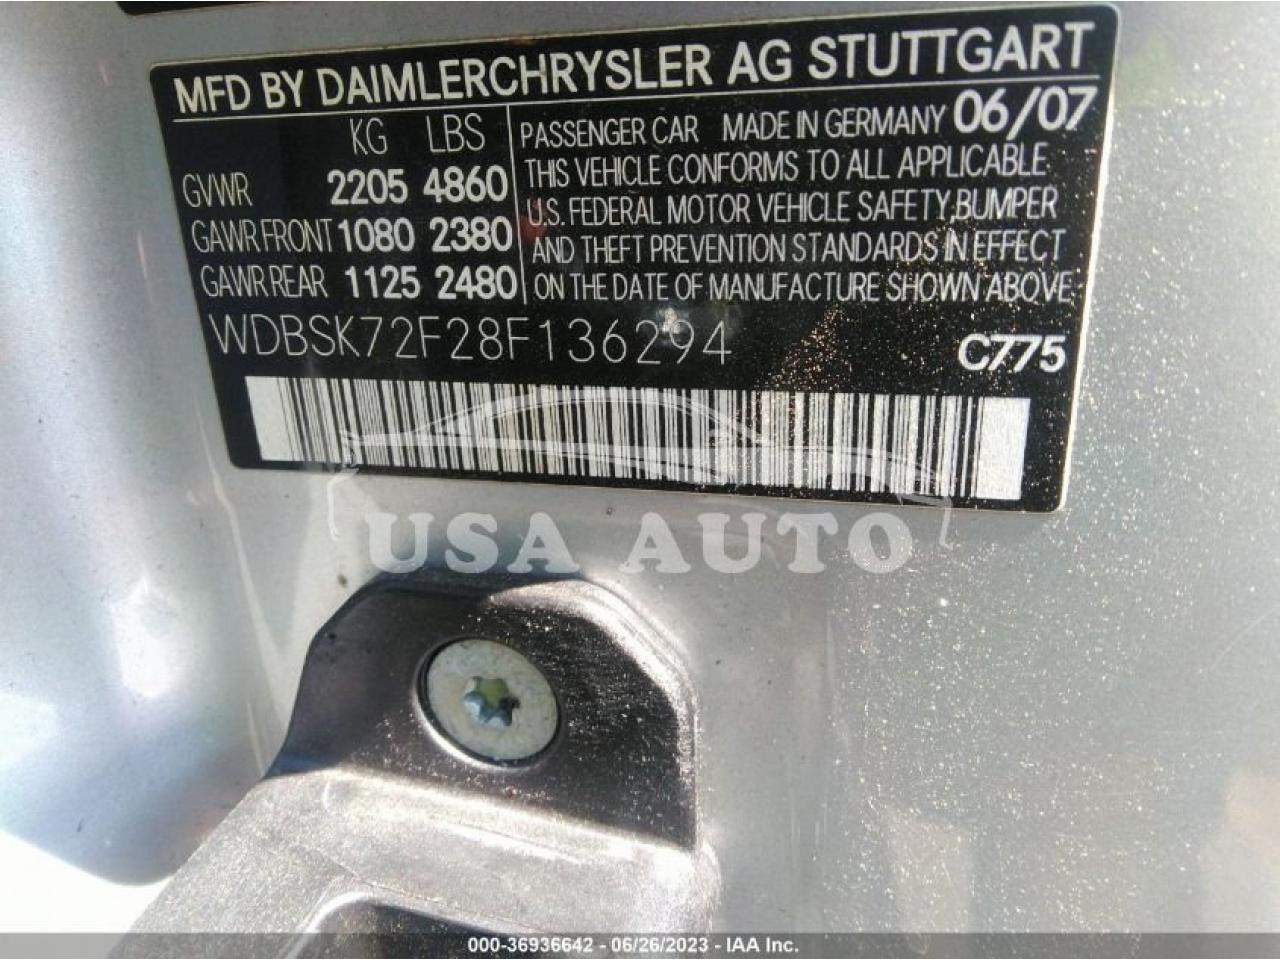 MFD BY DAIMLERCHRYSLER AG STUTTGART
KG LBS
GVWR 2205 4860
GAWR FRONT 1080 2380
GAWR REAR 1125 2480
PASSENGER CAR MADE IN GERMANY 06/07
THIS VEHICLE CONFORMS TO ALL APPLICABLE
U.S. FEDERAL MOTOR VEHICLE SAFETY, BUMPER
AND THEFT PREVENTION STANDARDS IN EFFECT
ON THE DATE OF MANUFACTURE SHOWN ABOVE
WDBSK72F28F136294
C775
USA AUTO
000-36936642 - 06/26/2023 - IAA Inc.